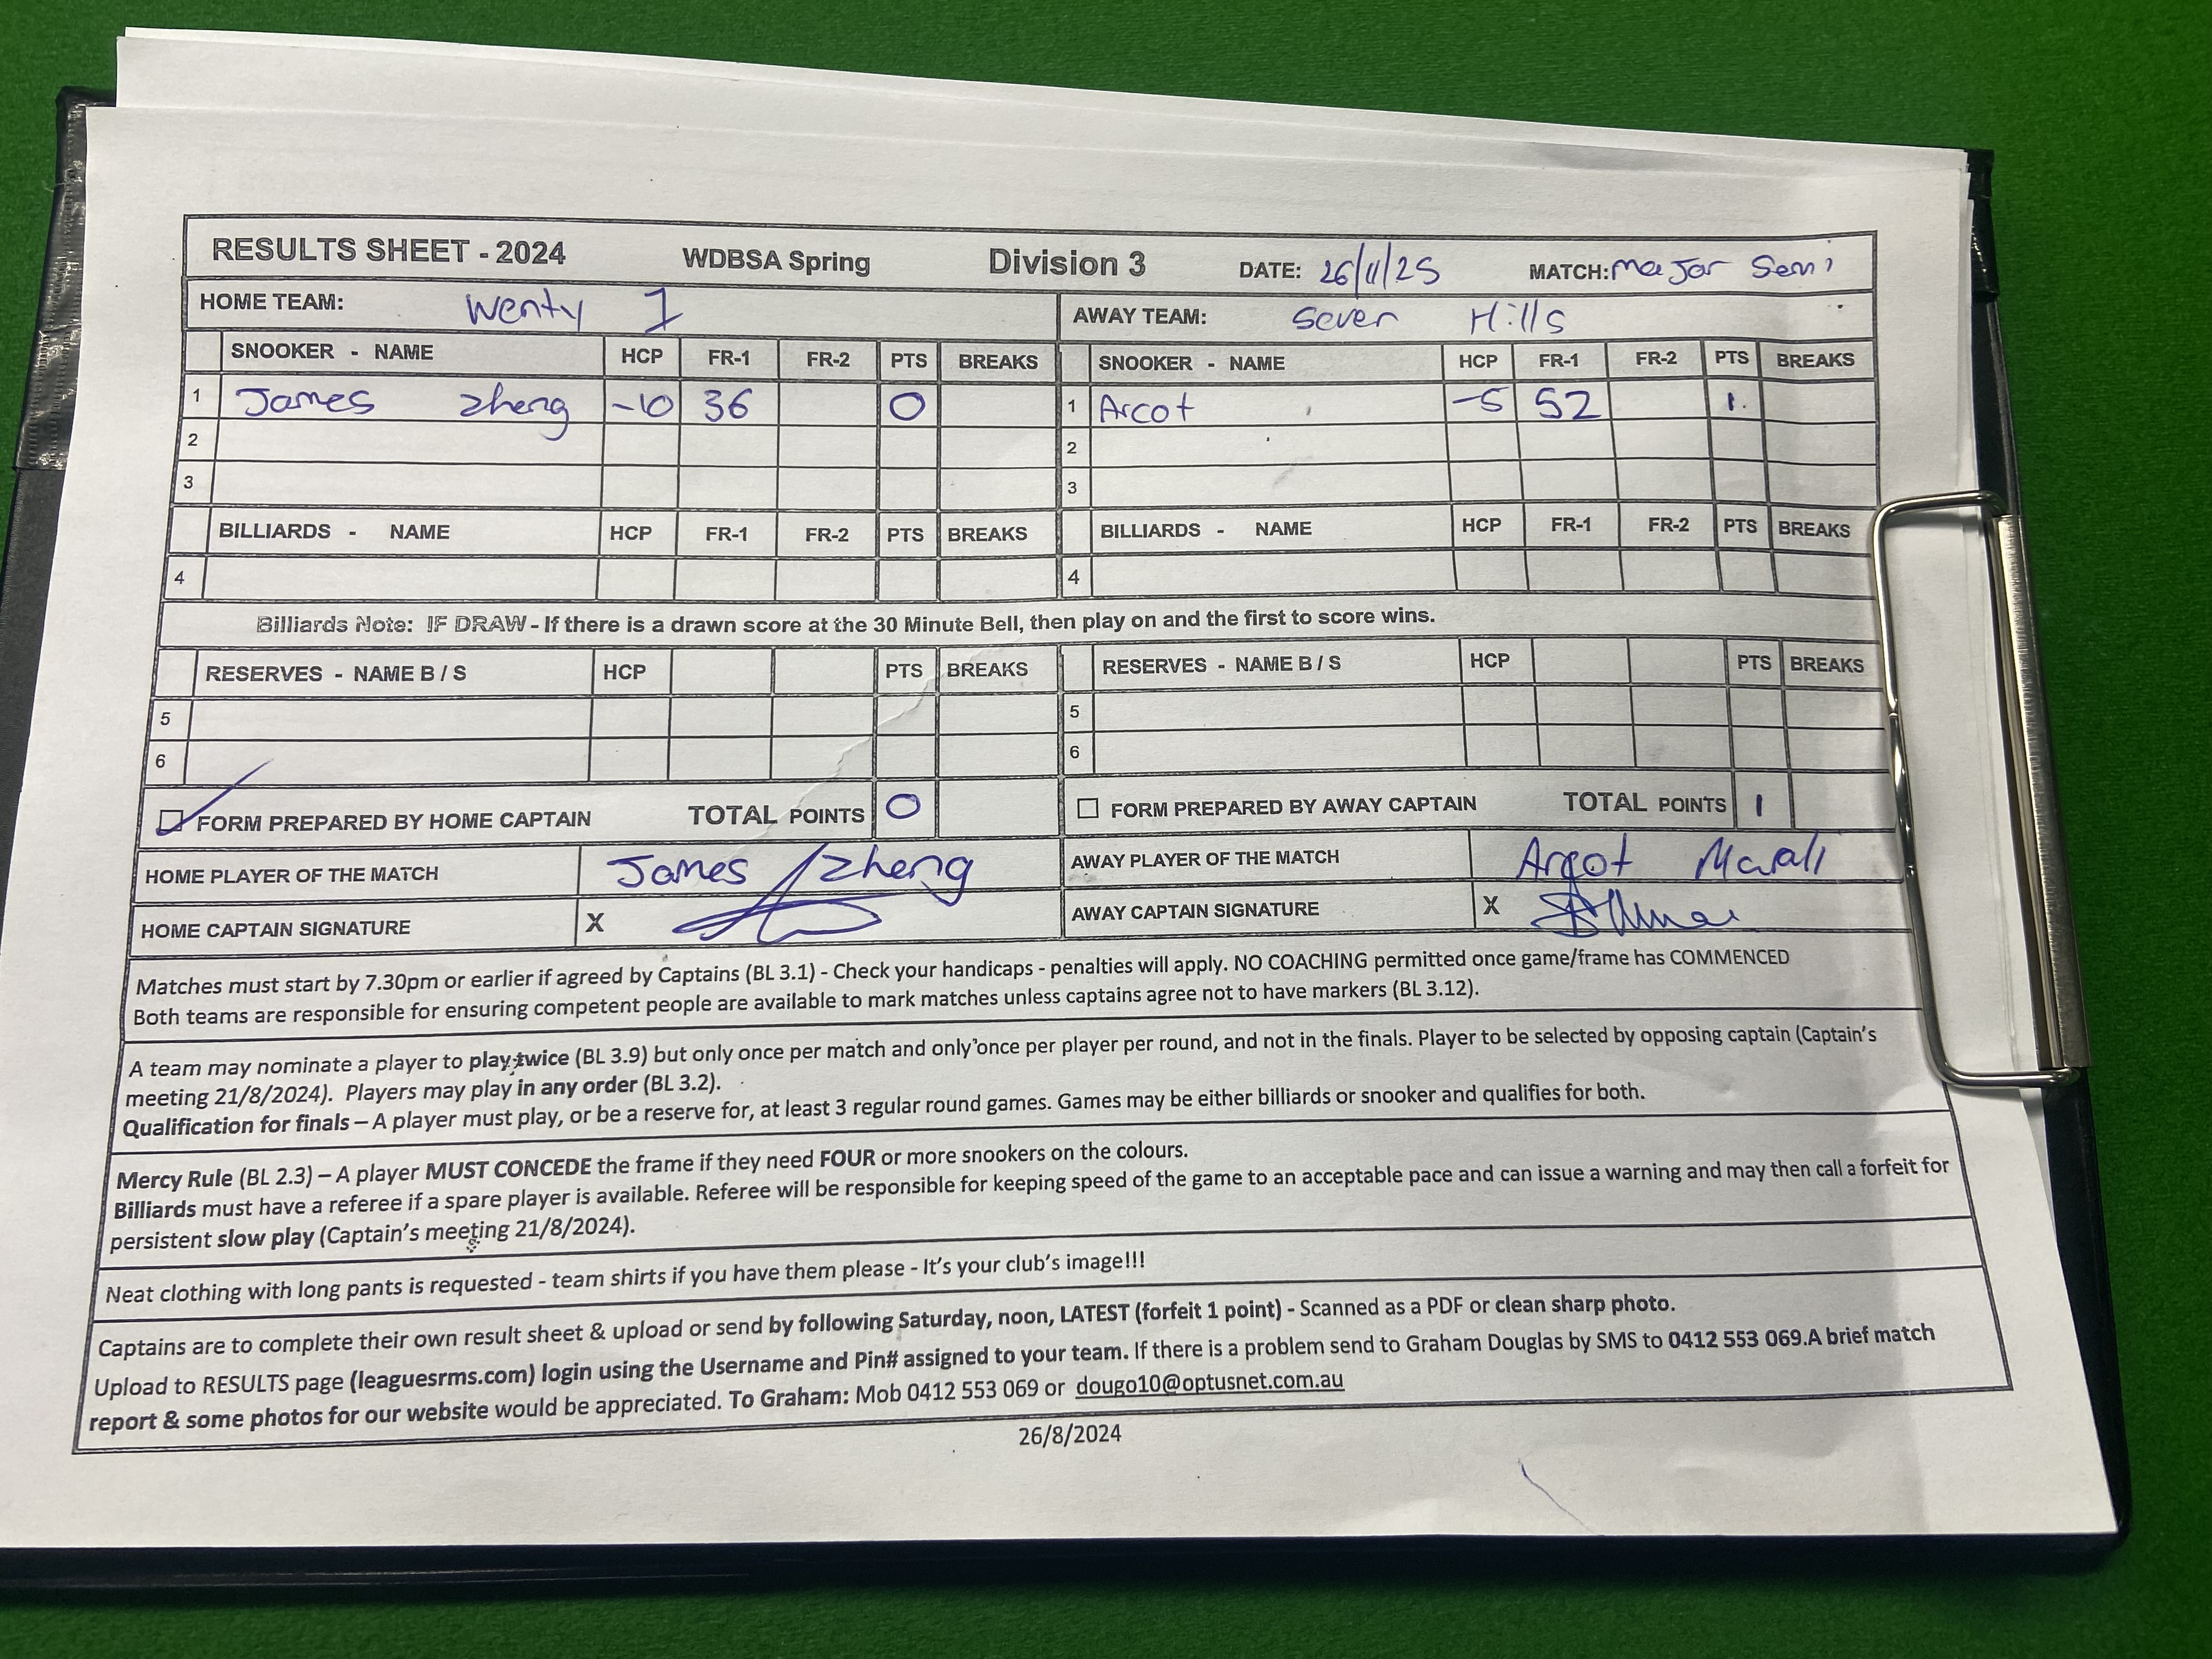 RESULTS SHEET - 2024 WDBSA Spring Division 3 DATE: 26/11/25 MATCH: Major Semi
HOME TEAM: Wenty 1 AWAY TEAM: Seven Hills
SNOOKER - NAME HCP FR-1 FR-2 PTS BREAKS SNOOKER - NAME HCP FR-1 FR-2 PTS BREAKS
1 James Zheng -10 36 0 1 Arcot -5 52 1
2 2
3 3
BILLIARDS - NAME HCP FR-1 FR-2 PTS BREAKS BILLIARDS - NAME HCP FR-1 FR-2 PTS BREAKS
4 4
Billiards Note: IF DRAW - If there is a drawn score at the 30 Minute Bell, then play on and the first to score wins.
RESERVES - NAME B / S HCP PTS BREAKS RESERVES - NAME B / S HCP PTS BREAKS
5 5
6 6
FORM PREPARED BY HOME CAPTAIN TOTAL POINTS 0 FORM PREPARED BY AWAY CAPTAIN TOTAL POINTS 1
HOME PLAYER OF THE MATCH James Zheng AWAY PLAYER OF THE MATCH Arcot
HOME CAPTAIN SIGNATURE X AWAY CAPTAIN SIGNATURE X
Matches must start by 7.30pm or earlier if agreed by Captains (BL 3.1) - Check your handicaps - penalties will apply. NO COACHING permitted once game/frame has COMMENCED
Both teams are responsible for ensuring competent people are available to mark matches unless captains agree not to have markers (BL 3.12).
A team may nominate a player to play twice (BL 3.9) but only once per match and only once per player per round, and not in the finals. Player to be selected by opposing captain (Captain's
meeting 21/8/2024). Players may play in any order (BL 3.2).
Qualification for finals – A player must play, or be a reserve for, at least 3 regular round games. Games may be either billiards or snooker and qualifies for both.
Mercy Rule (BL 2.3) – A player MUST CONCEDE the frame if they need FOUR or more snookers on the colours.
Billiards must have a referee if a spare player is available. Referee will be responsible for keeping speed of the game to an acceptable pace and can issue a warning and may then call a forfeit for
persistent slow play (Captain's meeting 21/8/2024).
Neat clothing with long pants is requested - team shirts if you have them please - It's your club's image!!!
Captains are to complete their own result sheet & upload or send by following Saturday, noon, LATEST (forfeit 1 point) - Scanned as a PDF or clean sharp photo.
Upload to RESULTS page (leaguesrms.com) login using the Username and Pin# assigned to your team. If there is a problem send to Graham Douglas by SMS to 0412 553 069.A brief match
report & some photos for our website would be appreciated. To Graham: Mob 0412 553 069 or dougo10@optusnet.com.au
26/8/2024